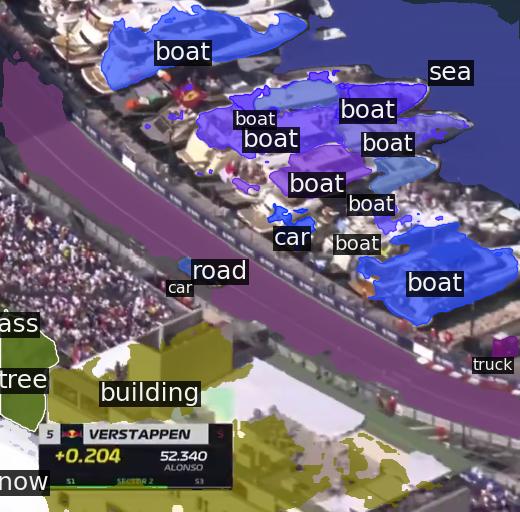 boat
sea
boat
boat
boat
boat
boat
boat
car
boat
road
boat
car
ass
truck
tree
building
5 VERSTAPPEN 5
+0.204 52.340
ALONSO
S1 SECTOR 2 S3
now